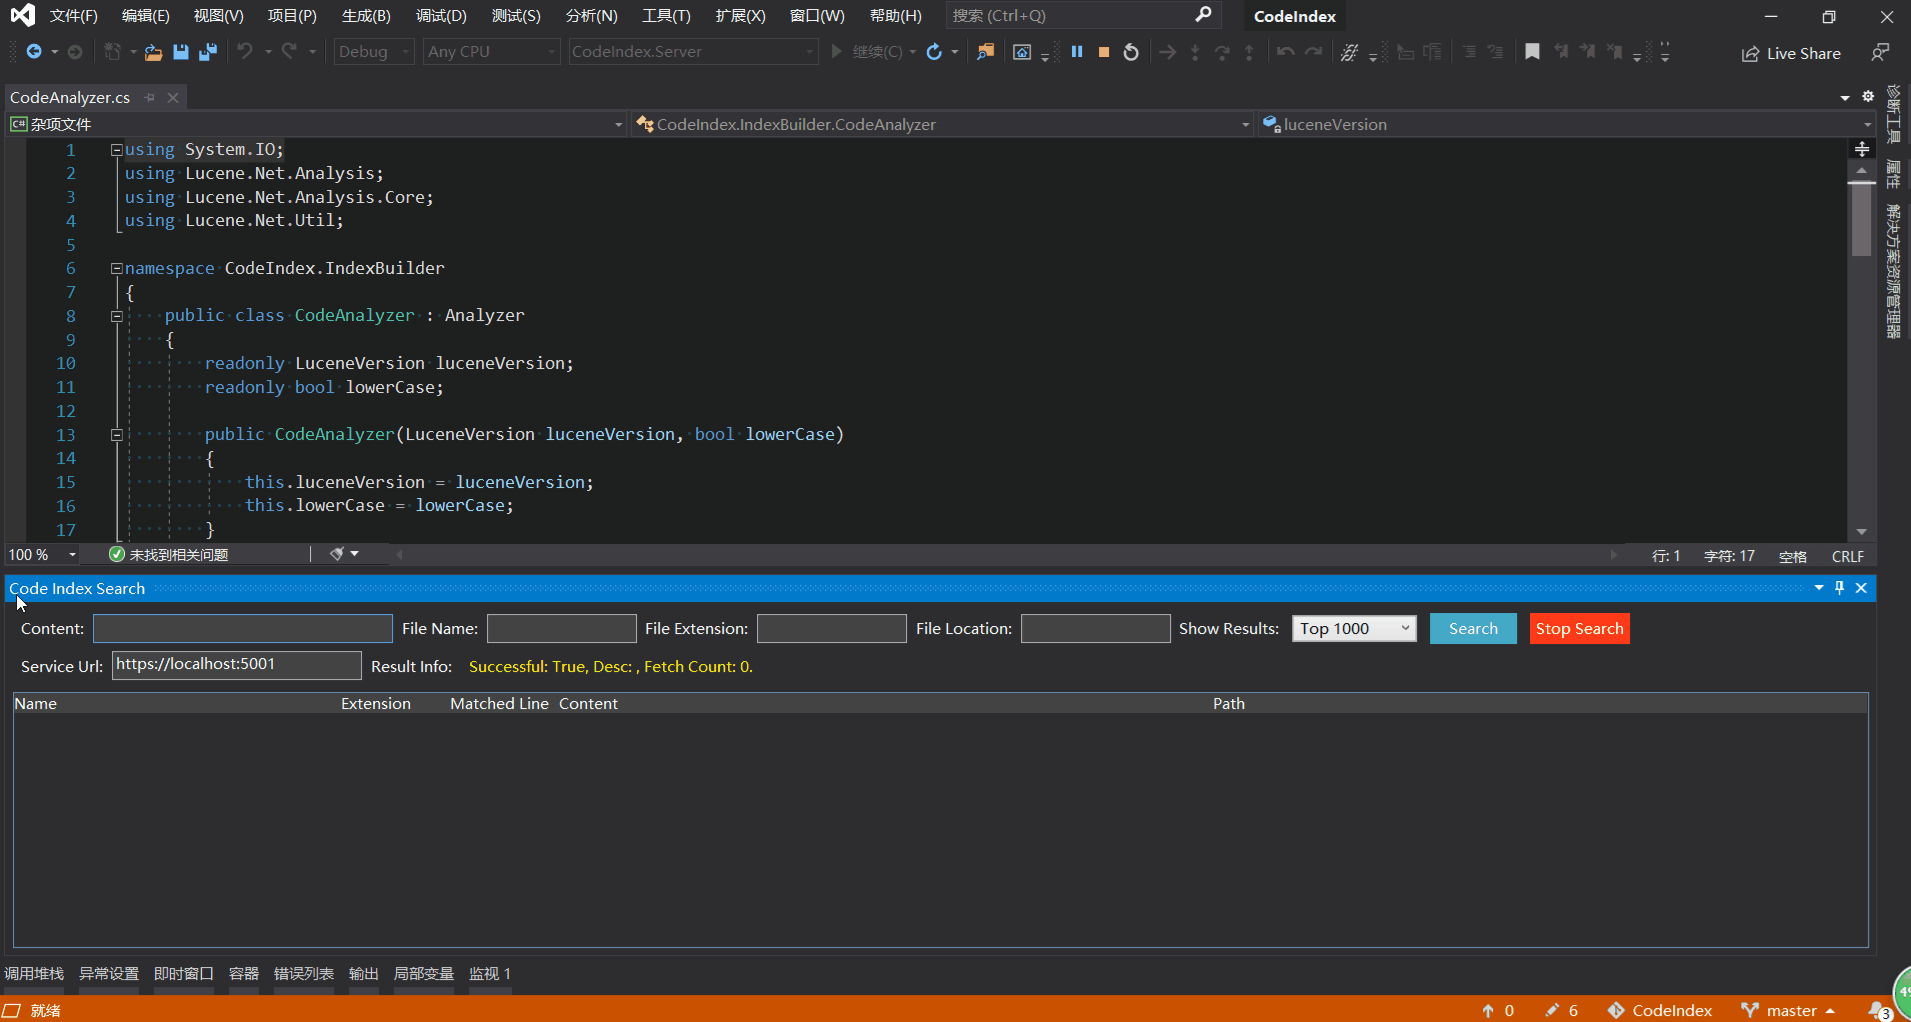 文件(F) 编辑(E) 视图(V) 项目(P) 生成(B) 调试(D) 测试(S) 分析(N) 工具(T) 扩展(X) 窗口(W) 帮助(H) 搜索 (Ctrl+Q) CodeIndex
Debug Any CPU CodeIndex.Server 继续(C) Live Share
CodeAnalyzer.cs
C# 杂项文件 CodeIndex.IndexBuilder.CodeAnalyzer luceneVersion
1 using System.IO;
2 using Lucene.Net.Analysis;
3 using Lucene.Net.Analysis.Core;
4 using Lucene.Net.Util;
5
6 namespace CodeIndex.IndexBuilder
7 {
8 public class CodeAnalyzer : Analyzer
9 {
10 readonly LuceneVersion luceneVersion;
11 readonly bool lowerCase;
12
13 public CodeAnalyzer(LuceneVersion luceneVersion, bool lowerCase)
14 {
15 this.luceneVersion = luceneVersion;
16 this.lowerCase = lowerCase;
17 }
100 % 未找到相关问题 行: 1 字符: 17 空格 CRLF
诊断工具
属性
解决方案资源管理器
Code Index Search
Content: File Name: File Extension: File Location: Show Results: Top 1000 Search Stop Search
Service Url: https://localhost:5001 Result Info: Successful: True, Desc: , Fetch Count: 0.
Name Extension Matched Line Content Path
调用堆栈 异常设置 即时窗口 容器 错误列表 输出 局部变量 监视 1
就绪 0 6 CodeIndex master 3